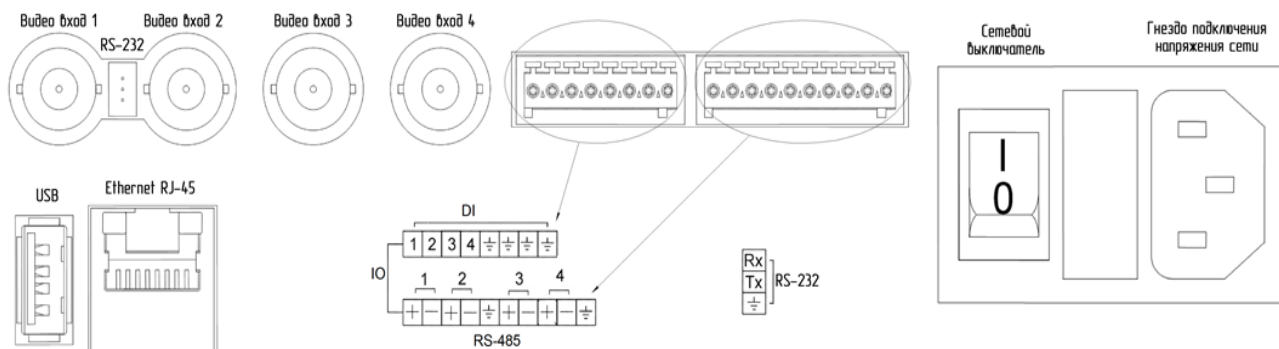 Видео вход 1
Видео вход 2
Видео вход 3
Видео вход 4
RS-232
Сетевой
выключатель
Гнездо подключения
напряжения сети
I
0
USB
Ethernet RJ-45
DI
1 2 3 4
IO
1 2 3 4
+ − + − + − + −
RS-485
Rx
Tx
RS-232